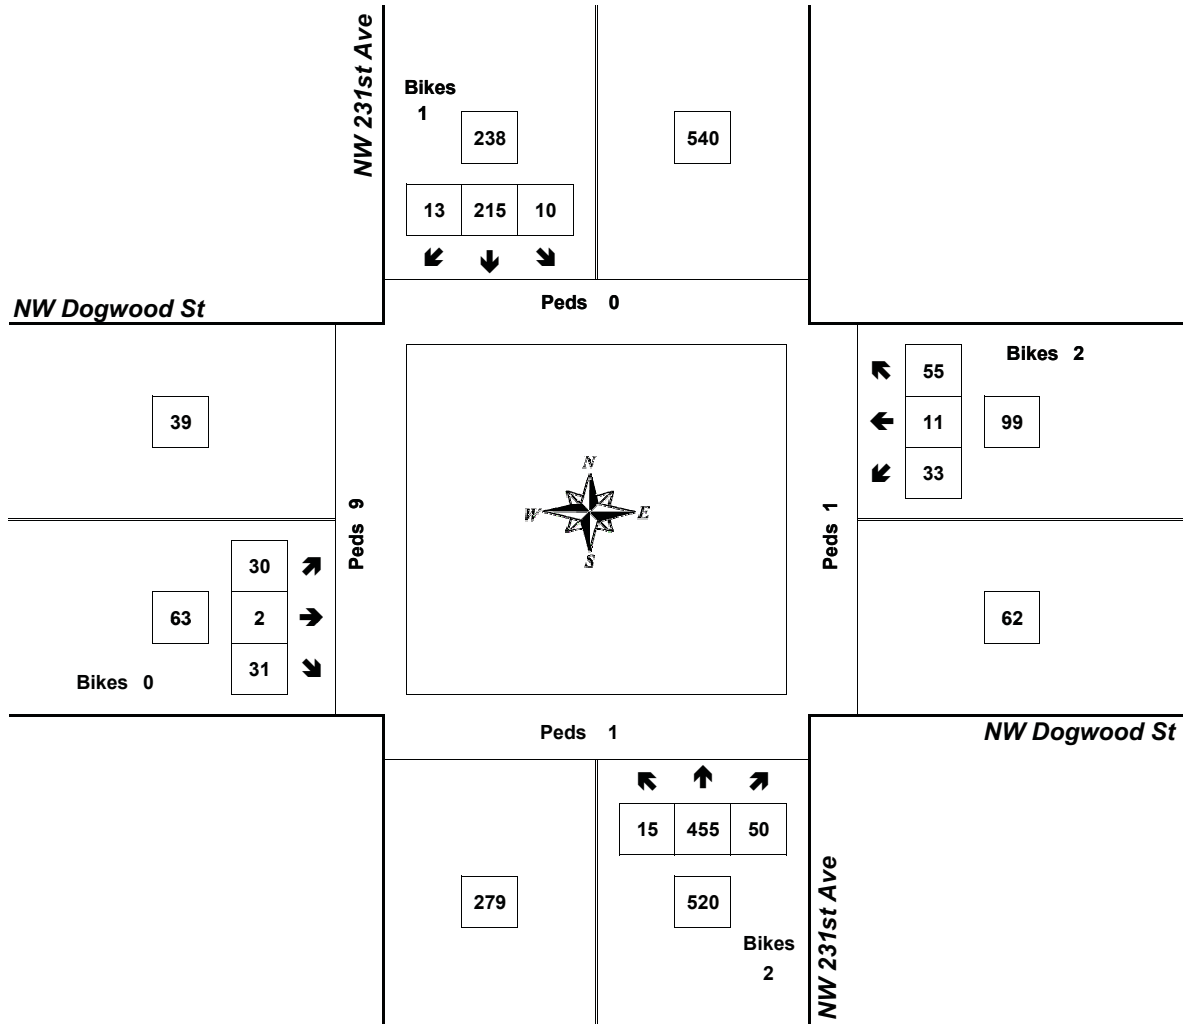 NW 231st Ave
Bikes
1
238
540
13 215 10
Peds 0
NW Dogwood St
Bikes 2
55
39
11
99
33
N
W E
S
Peds 9
Peds 1
30
63
2
62
31
Bikes 0
Peds 1
NW Dogwood St
15 455 50
279
520
Bikes
2
NW 231st Ave